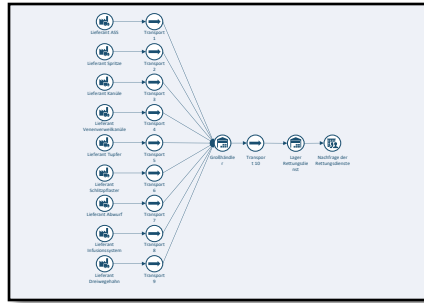 Lieferant ASS
Transport
1
Lieferant Spritze
Transport
2
Lieferant Kanüle
Transport
3
Lieferant
Venenverweilkanüle
Transport
4
Lieferant Tupfer
Transport
5
Lieferant
Schlitzpflaster
Transport
6
Lieferant Abwurf
Transport
7
Lieferant
Infusionssystem
Transport
8
Lieferant
Dreiwegehahn
Transport
9
Großhändle
r
Transpor
t 10
Lager
Rettungsdie
nst
Nachfrage der
Rettungsdienste